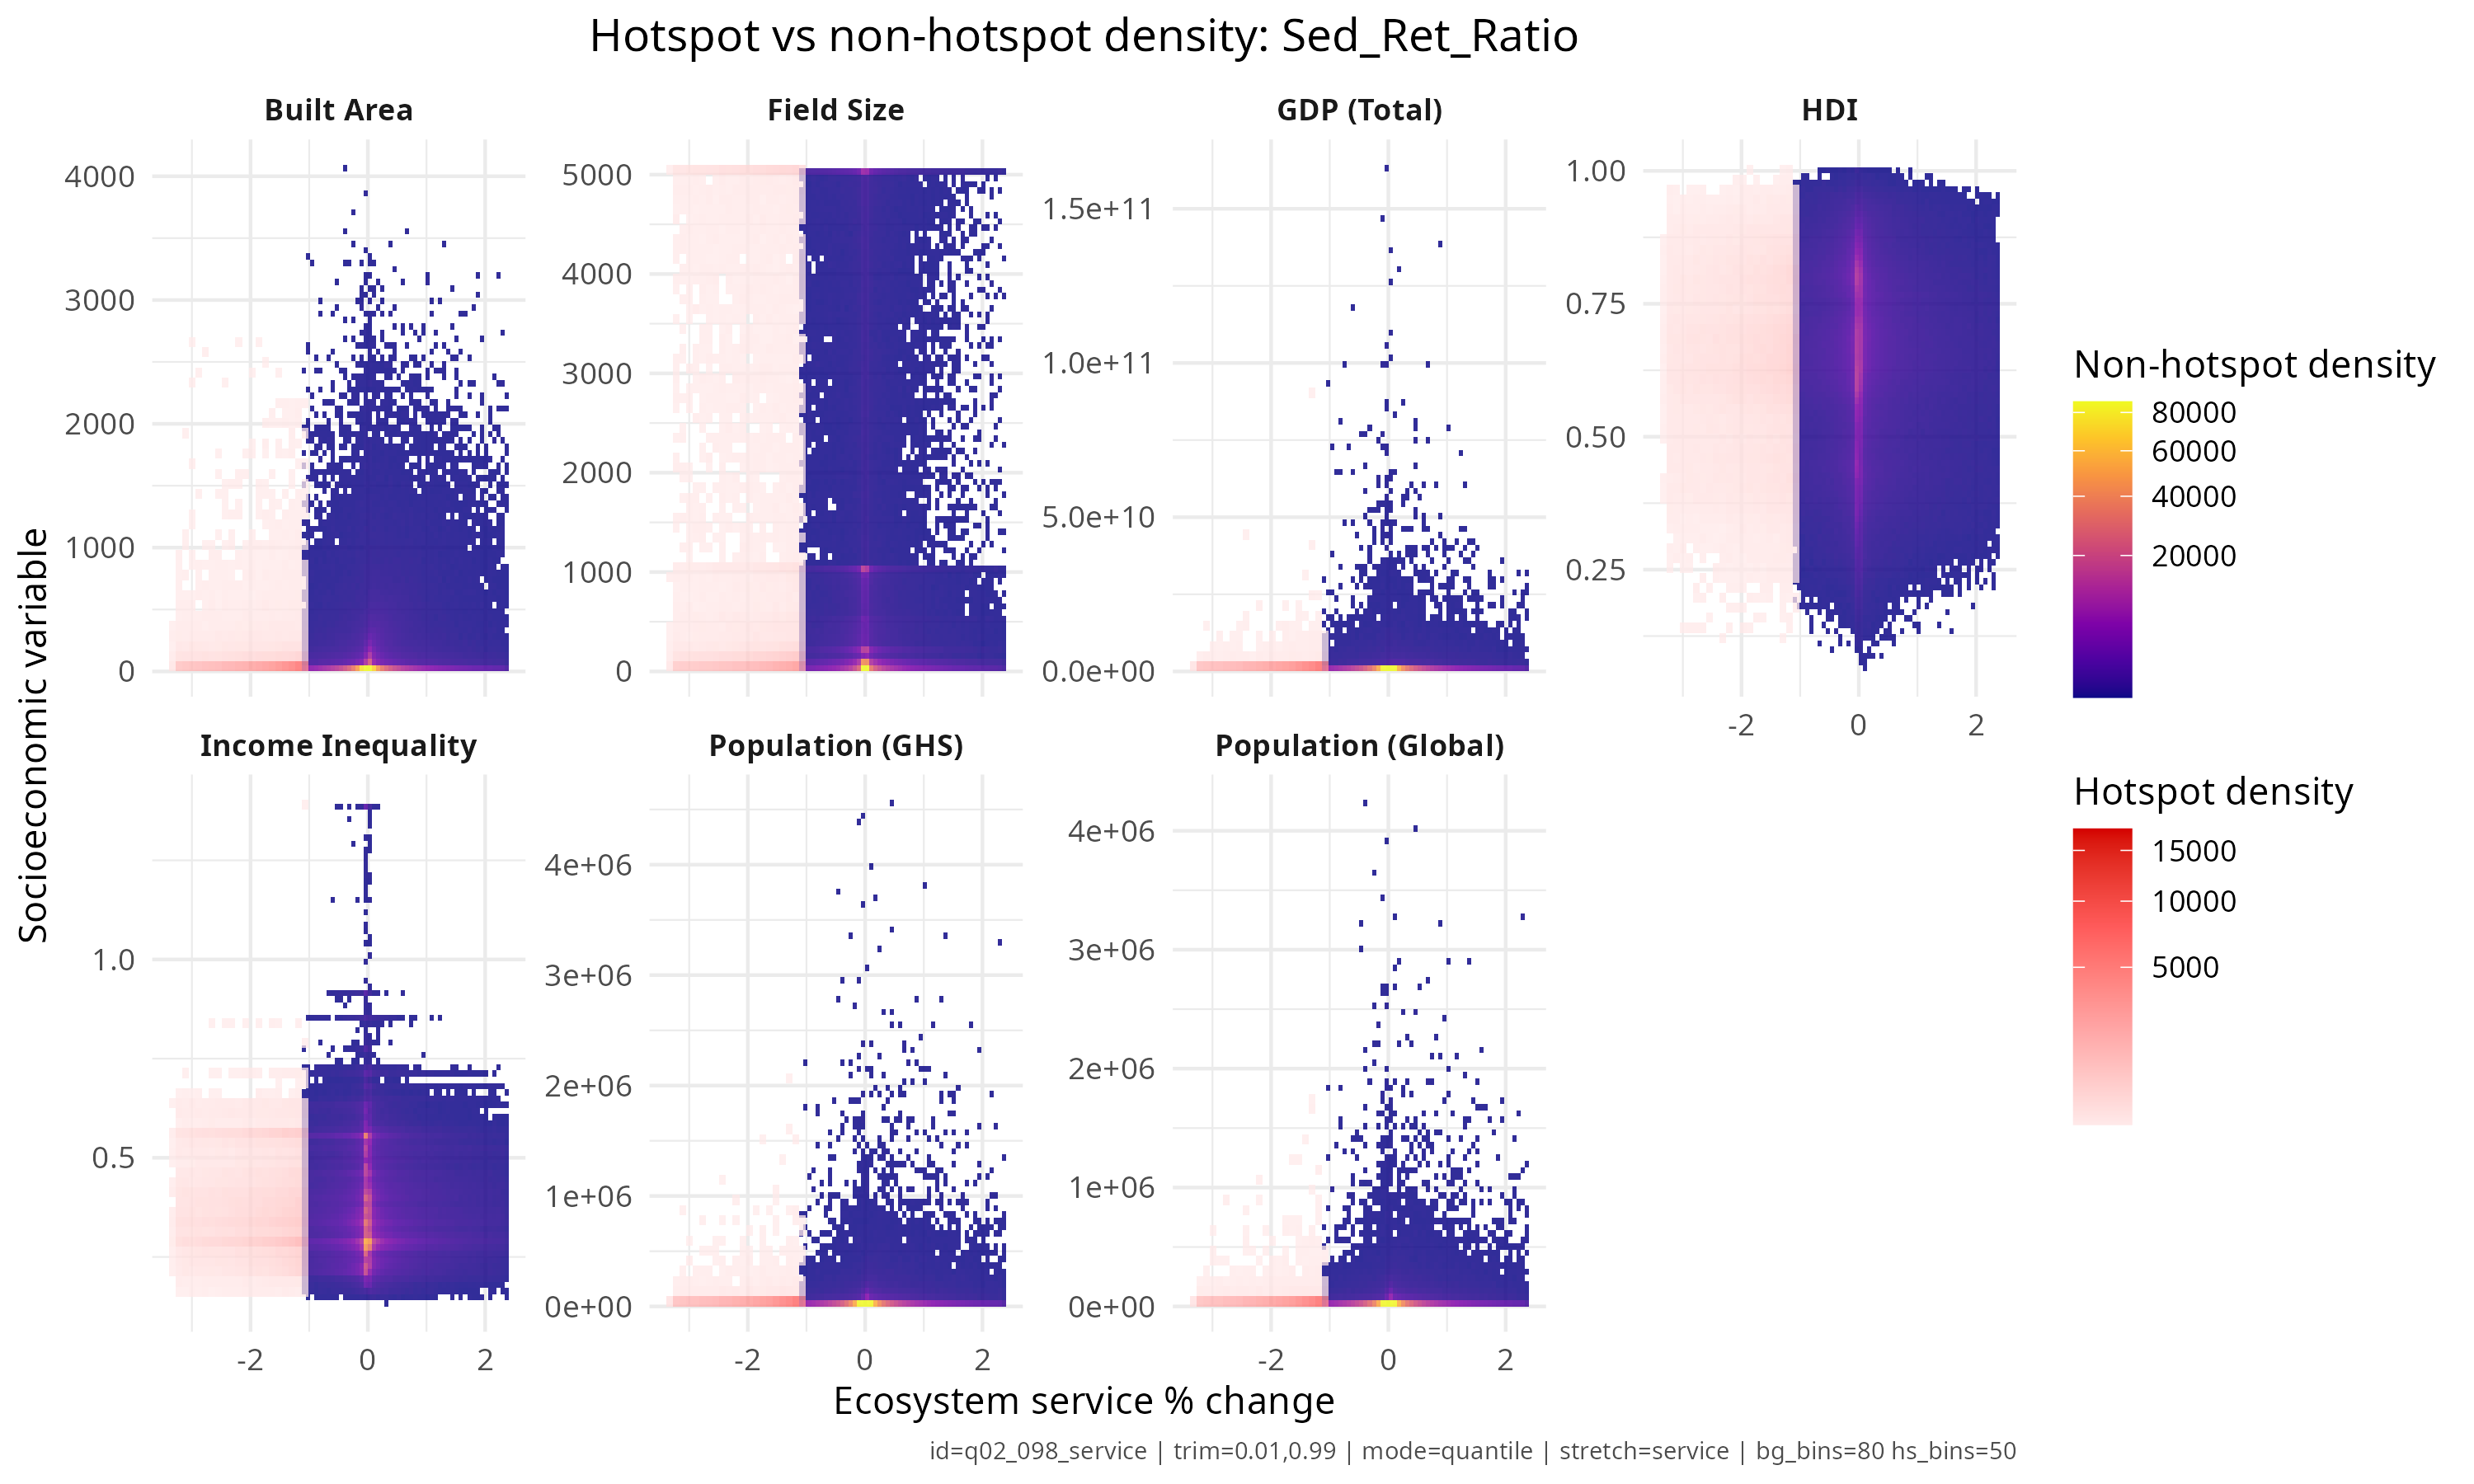 Hotspot vs non-hotspot density: Sed_Ret_Ratio
Built Area
4000
3000
2000
1000
0
Field Size
5000
4000
3000
2000
1000
0
GDP (Total)
1.5e+11
1.0e+11
5.0e+10
0.0e+00
HDI
1.00
0.75
0.50
0.25
-2 0 2
Socioeconomic variable
Income Inequality
1.0
0.5
-2 0 2
Population (GHS)
4e+06
3e+06
2e+06
1e+06
0e+00
-2 0 2
Population (Global)
4e+06
3e+06
2e+06
1e+06
0e+00
-2 0 2
Ecosystem service % change
Non-hotspot density
80000
60000
40000
20000
Hotspot density
15000
10000
5000
id=q02_098_service | trim=0.01,0.99 | mode=quantile | stretch=service | bg_bins=80 hs_bins=50